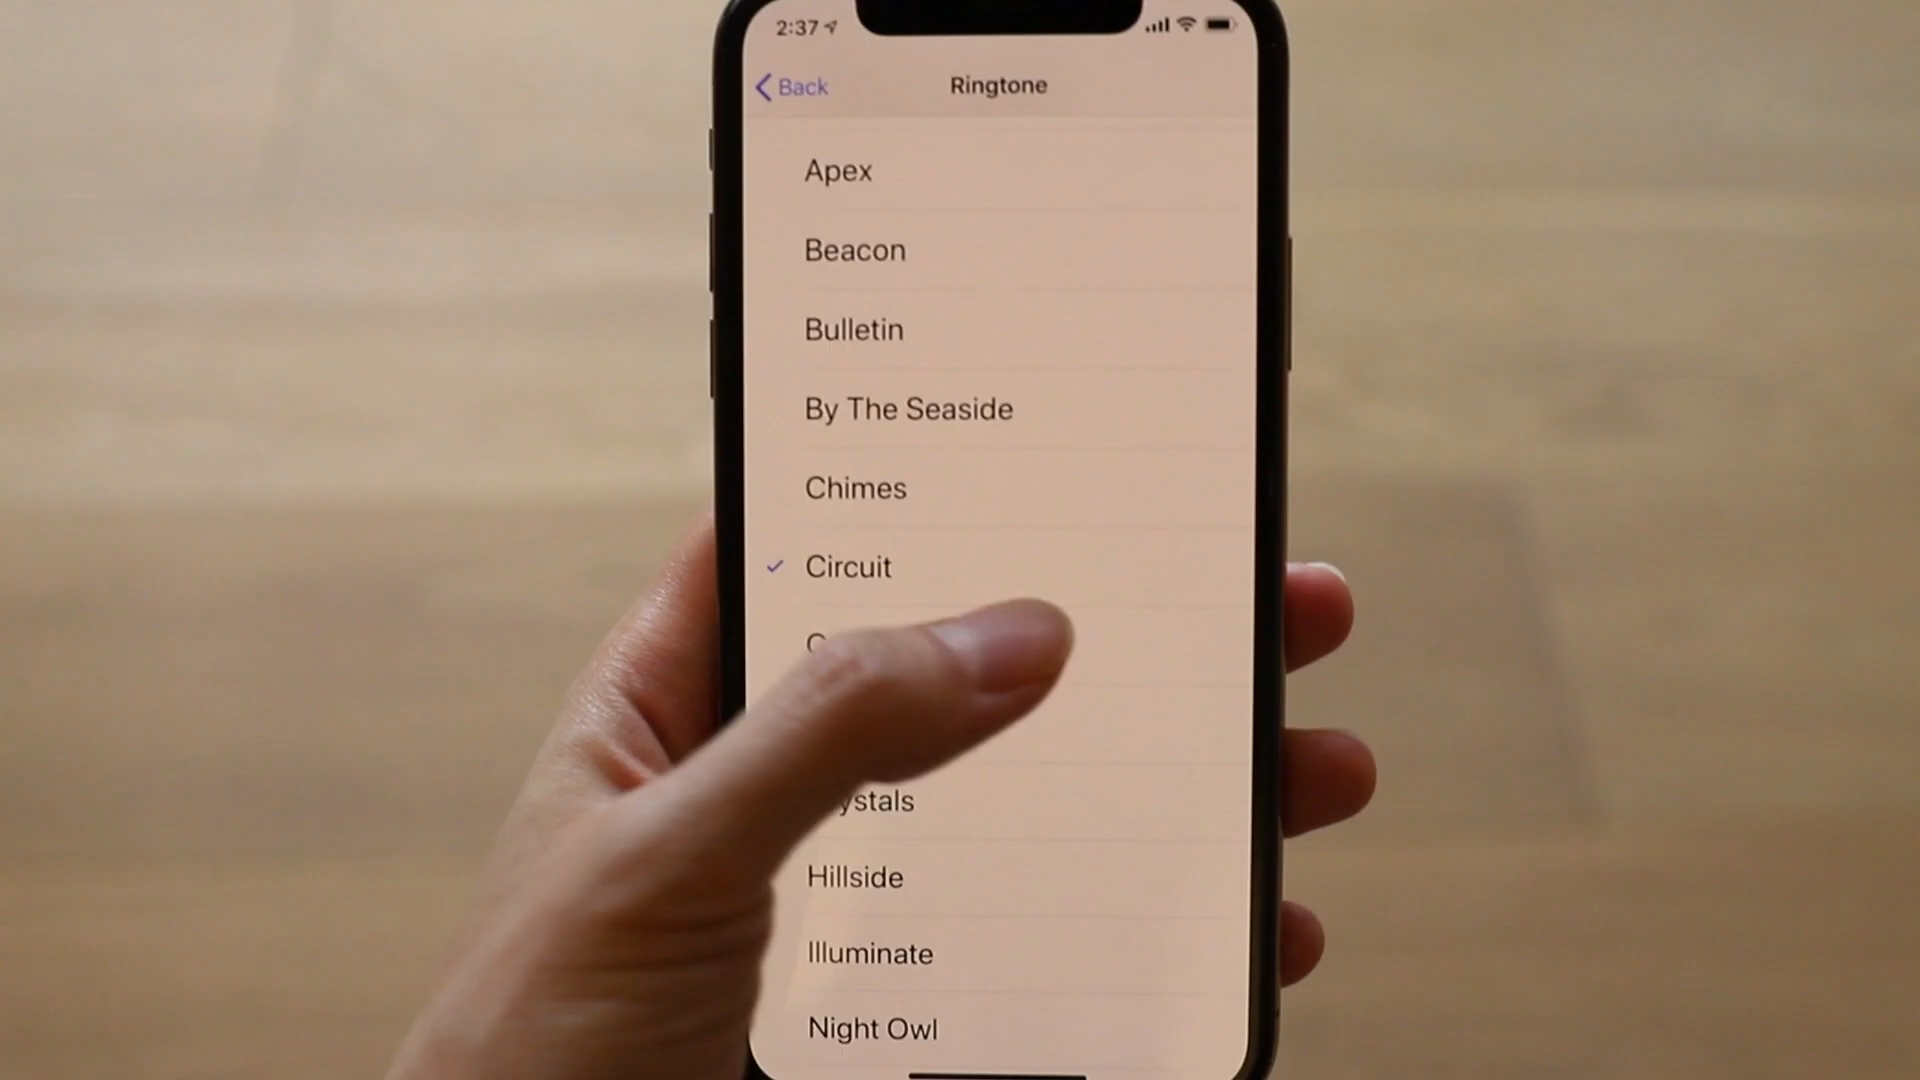 2:37
Back
Ringtone
Apex
Beacon
Bulletin
By The Seaside
Chimes
Circuit
Hillside
Illuminate
Night Owl